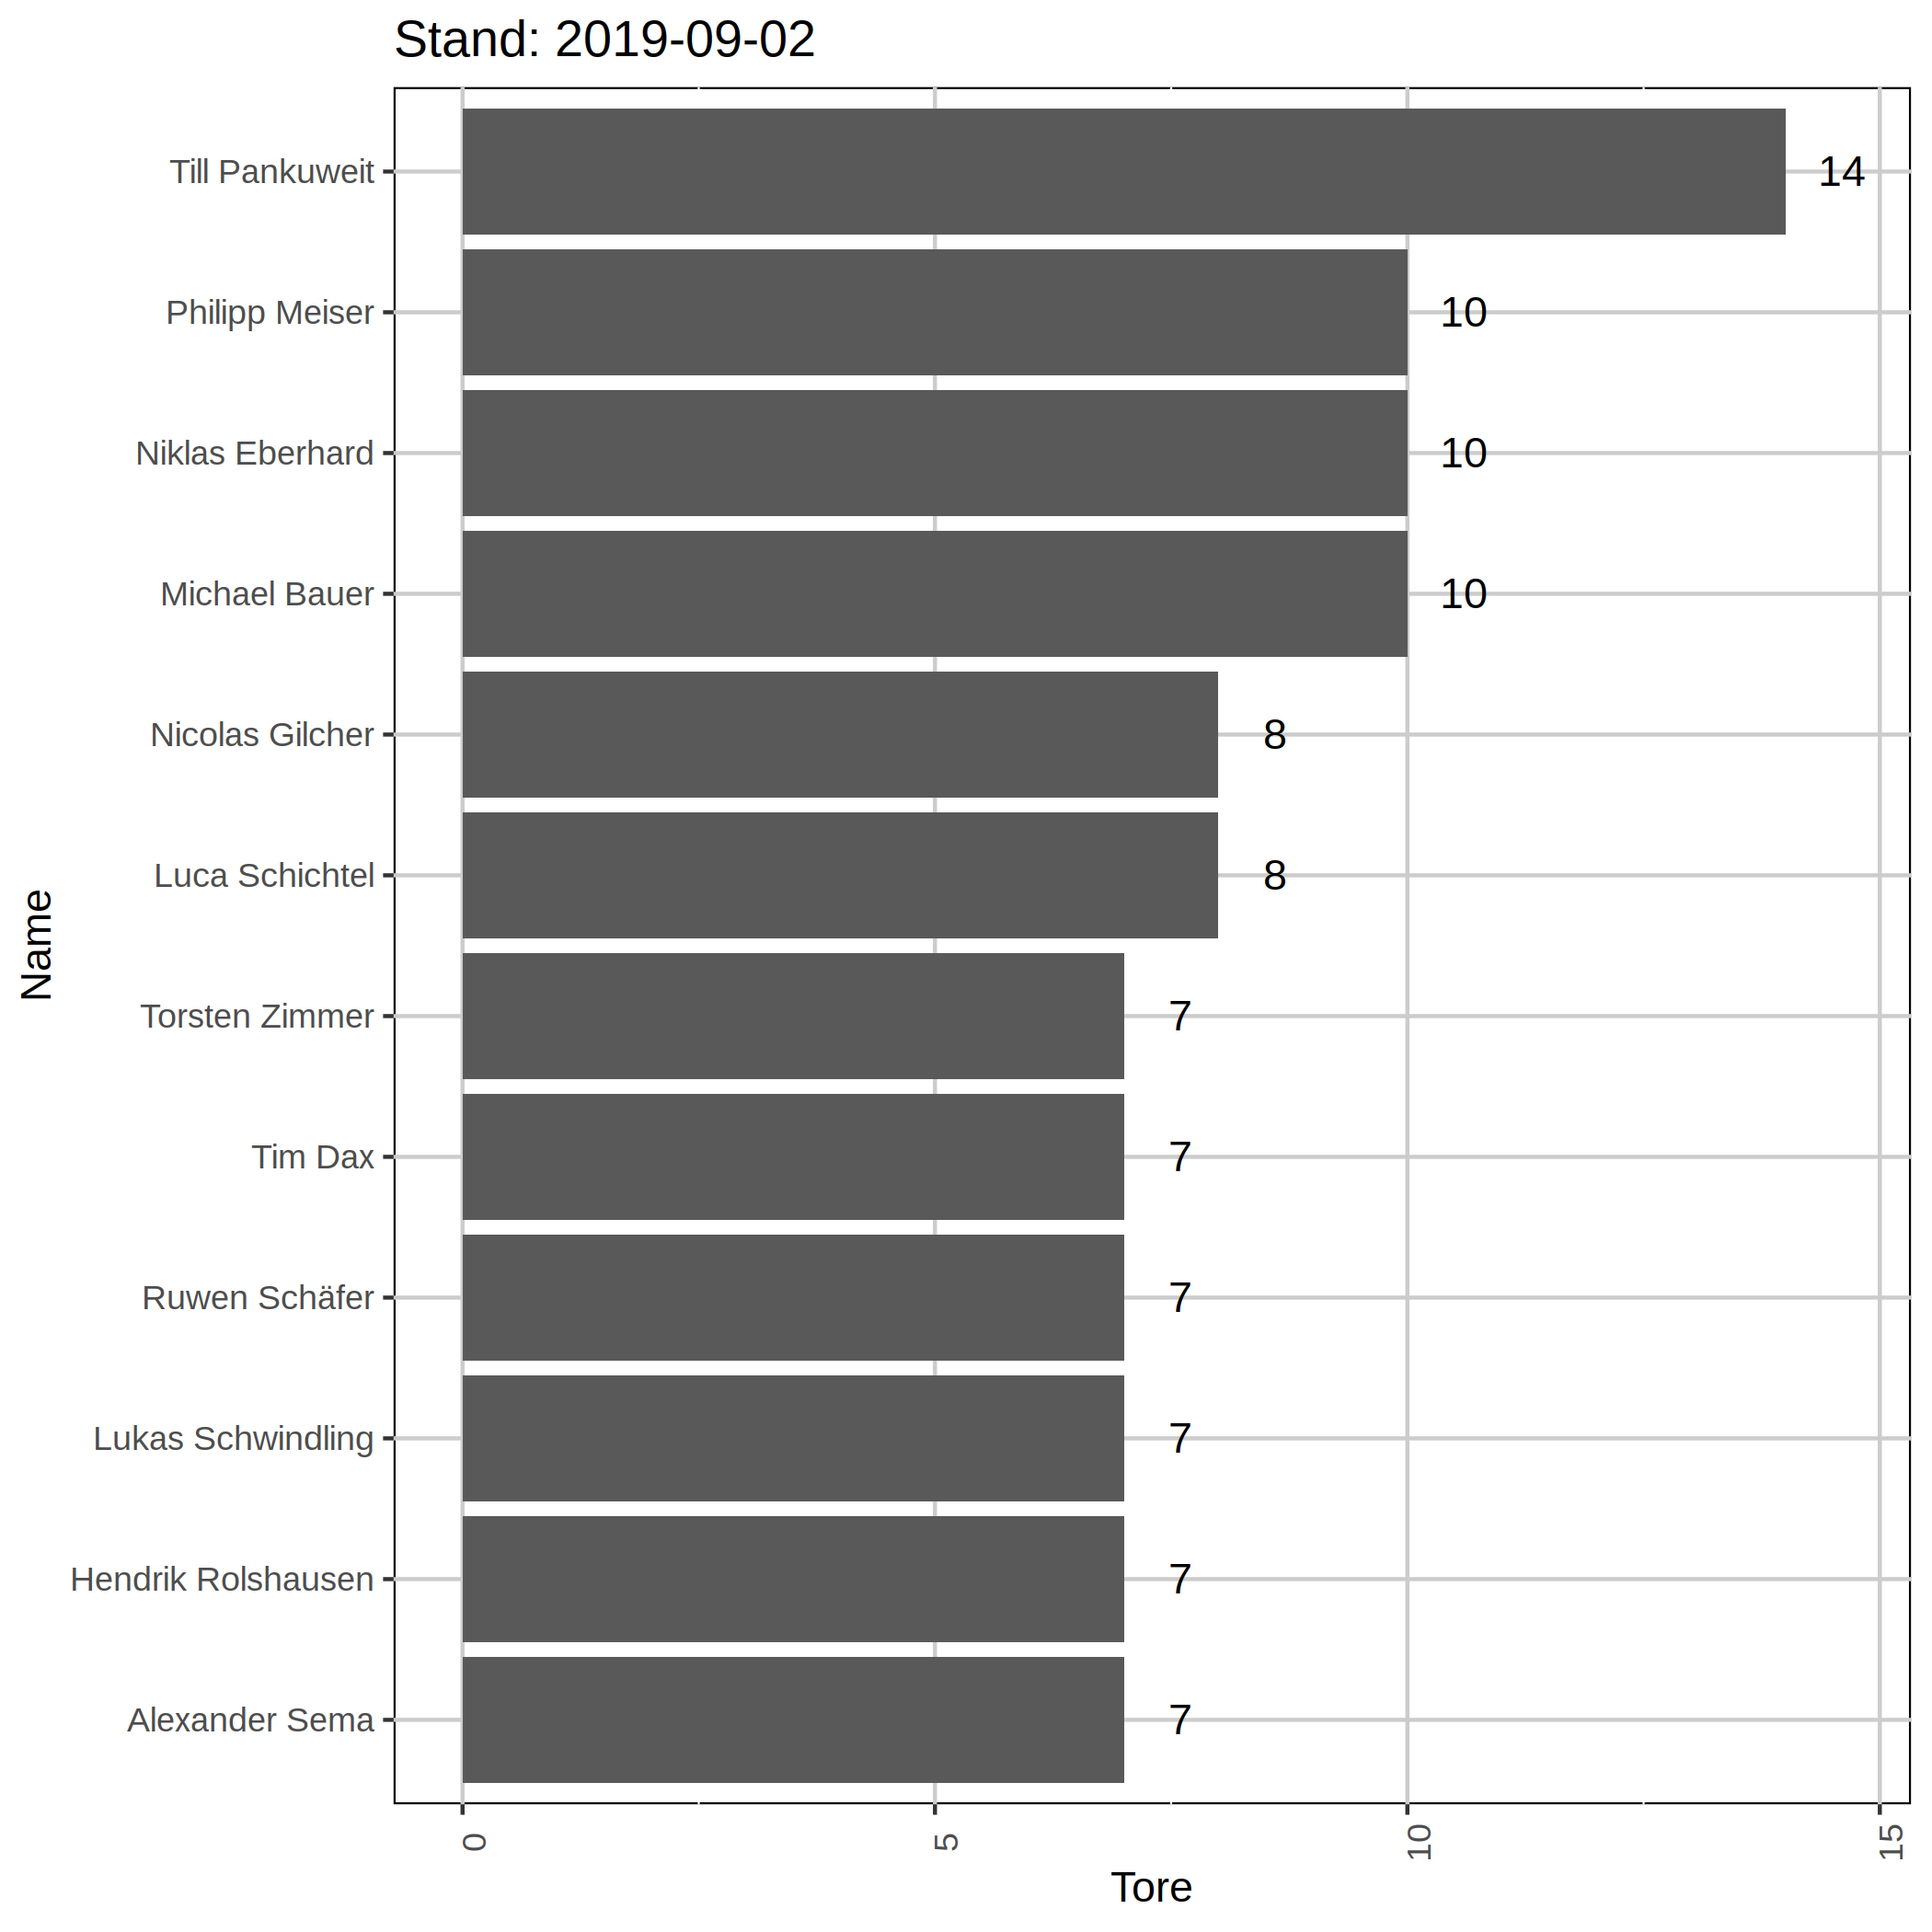 Stand: 2019-09-02
Till Pankuweit 14
Philipp Meiser 10
Niklas Eberhard 10
Michael Bauer 10
Nicolas Gilcher 8
Luca Schichtel 8
Torsten Zimmer 7
Tim Dax 7
Ruwen Schäfer 7
Lukas Schwindling 7
Hendrik Rolshausen 7
Alexander Sema 7
Name
0 5 10 15
Tore